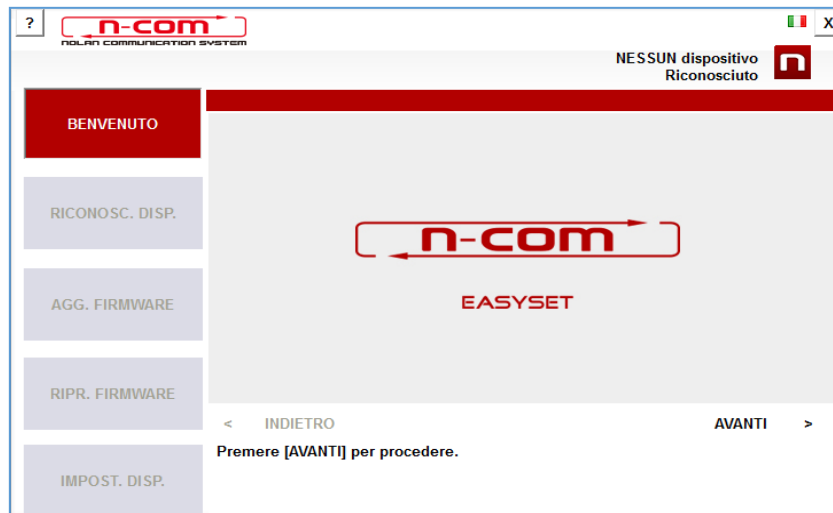 ?
n-com
NOLAN COMMUNICATION SYSTEM
X
NESSUN dispositivo
Riconosciuto
n
BENVENUTO
RICONOSC. DISP.
AGG. FIRMWARE
RIPR. FIRMWARE
IMPOST. DISP.
n-com
EASYSET
< INDIETRO
AVANTI >
Premere [AVANTI] per procedere.